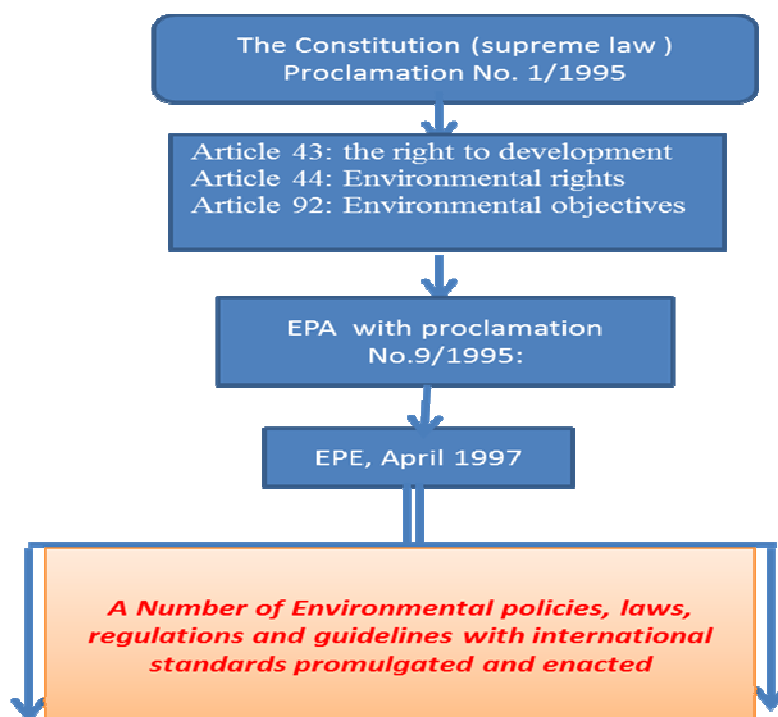 The Constitution (supreme law )
Proclamation No. 1/1995
Article 43: the right to development
Article 44: Environmental rights
Article 92: Environmental objectives
EPA with proclamation
No.9/1995:
EPE, April 1997
A Number of Environmental policies, laws,
regulations and guidelines with international
standards promulgated and enacted